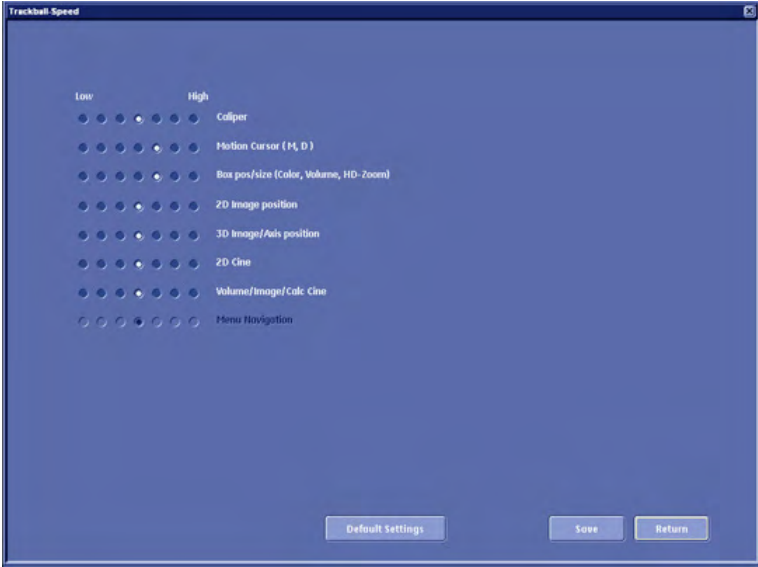 Trackball-Speed
Low High
Caliper
Motion Cursor ( M, D )
Box pos/size (Color, Volume, HD-Zoom)
2D Image position
3D Image/Axis position
2D Cine
Volume/Image/Calc Cine
Menu Navigation
Default Settings Save Return